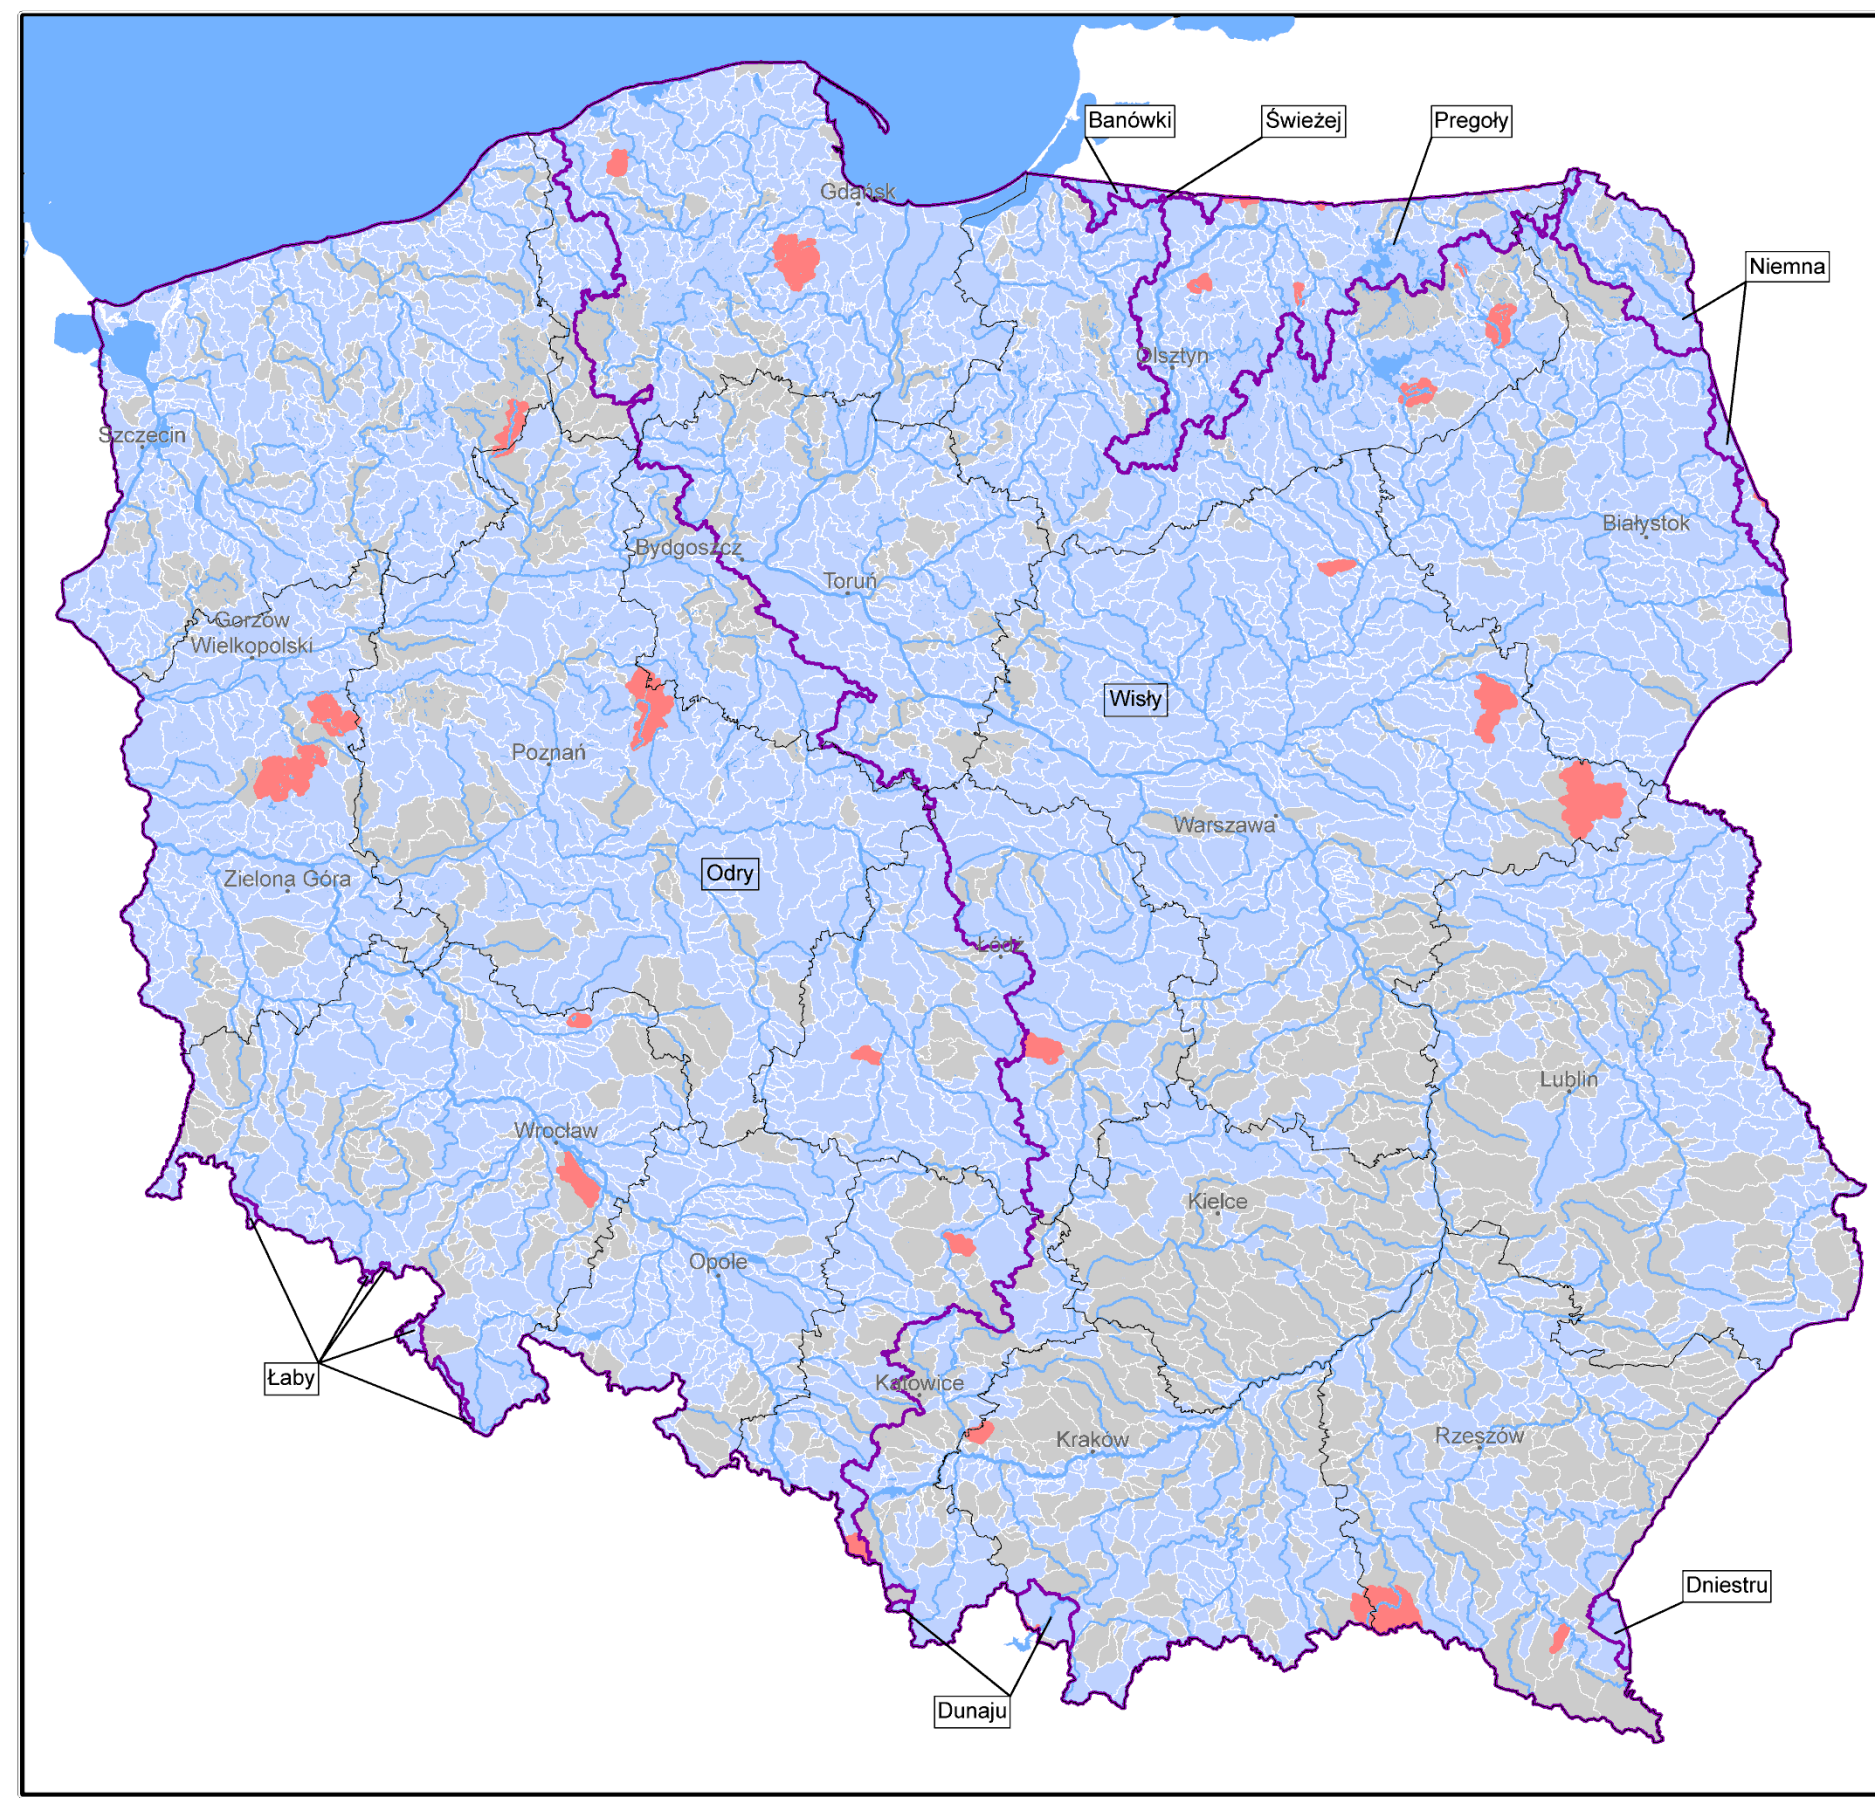 Banówki
Świeżej
Pregoły
Gdańsk
Niemna
Olsztyn
Szczecin
Białystok
Bydgoszcz
Toruń
Gorzów
Wielkopolski
Wisły
Poznań
Warszawa
Odry
Zielona Góra
Łódź
Lublin
Wrocław
Kielce
Opole
Łaby
Katowice
Kraków
Rzeszów
Dniestru
Dunaju